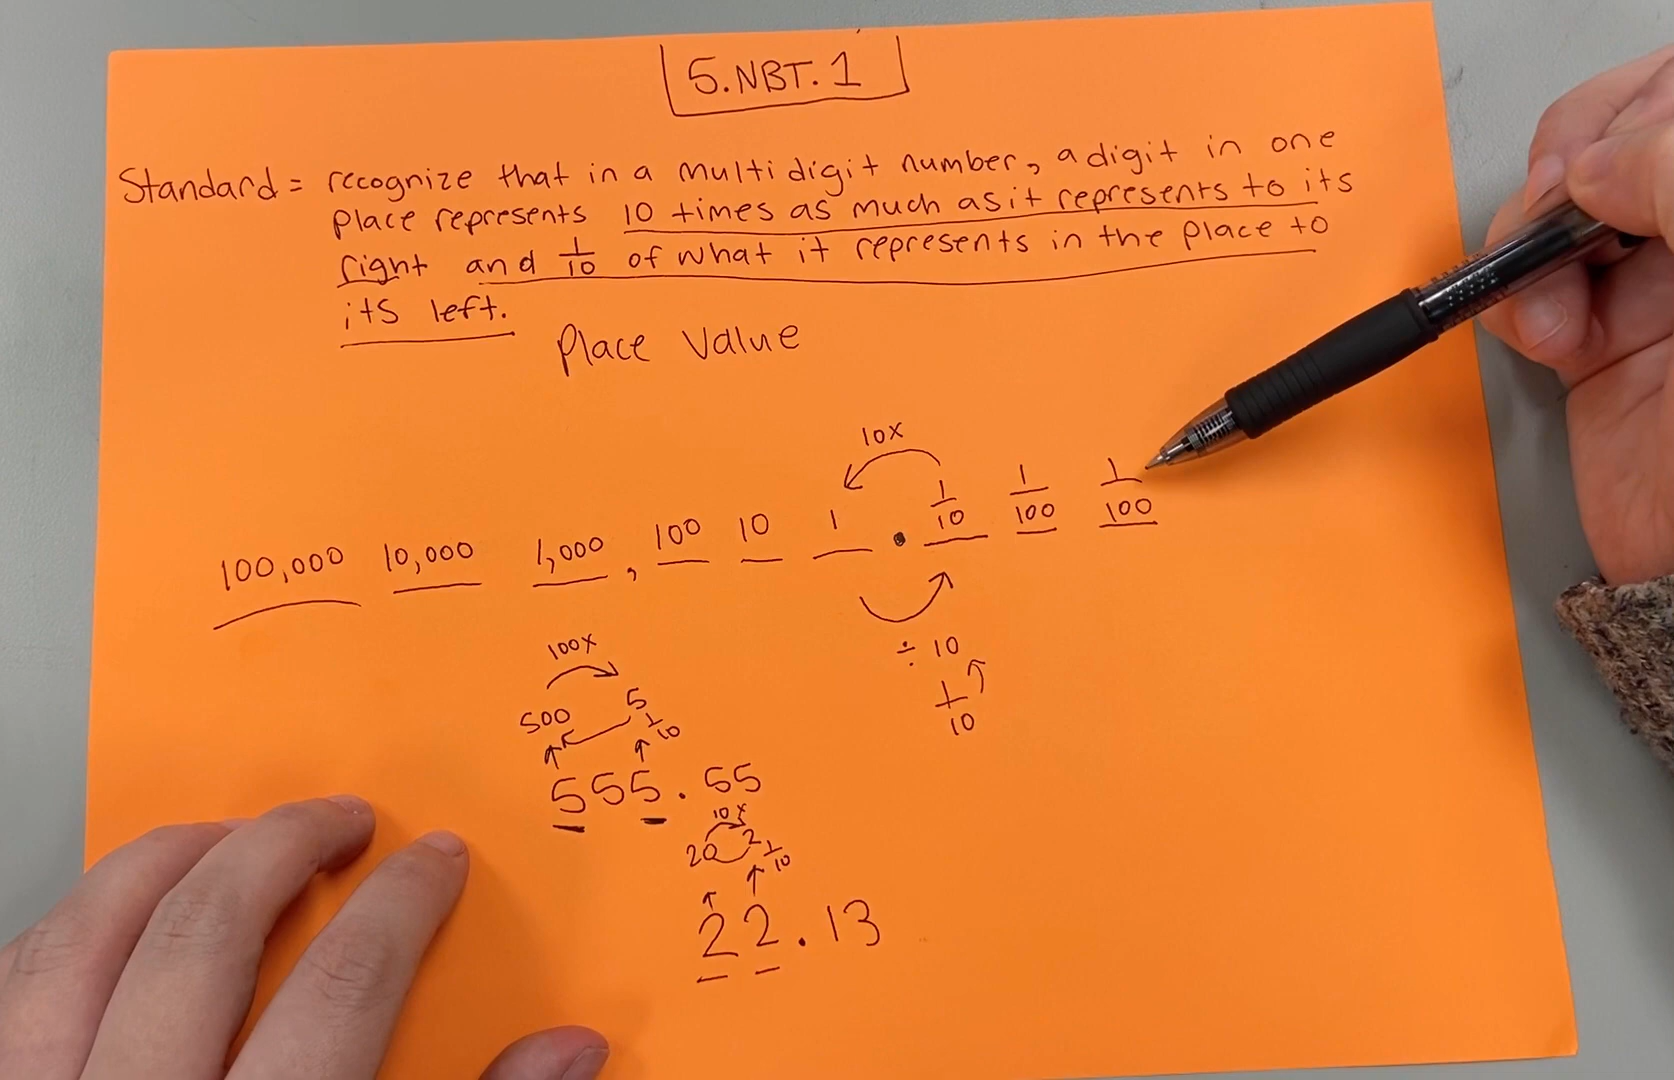 5.NBT.1
Standard = recognize that in a multi digit number, a digit in one
place represents 10 times as much as it represents to its
right and 1/10 of what it represents in the place to
its left.
Place Value
10x
100,000 10,000 1,000, 100 10 1 . 1/10 1/100 1/100
÷ 10
1/10
100x
500 5 1/10
555.55
10x
20 2 1/10
22.13